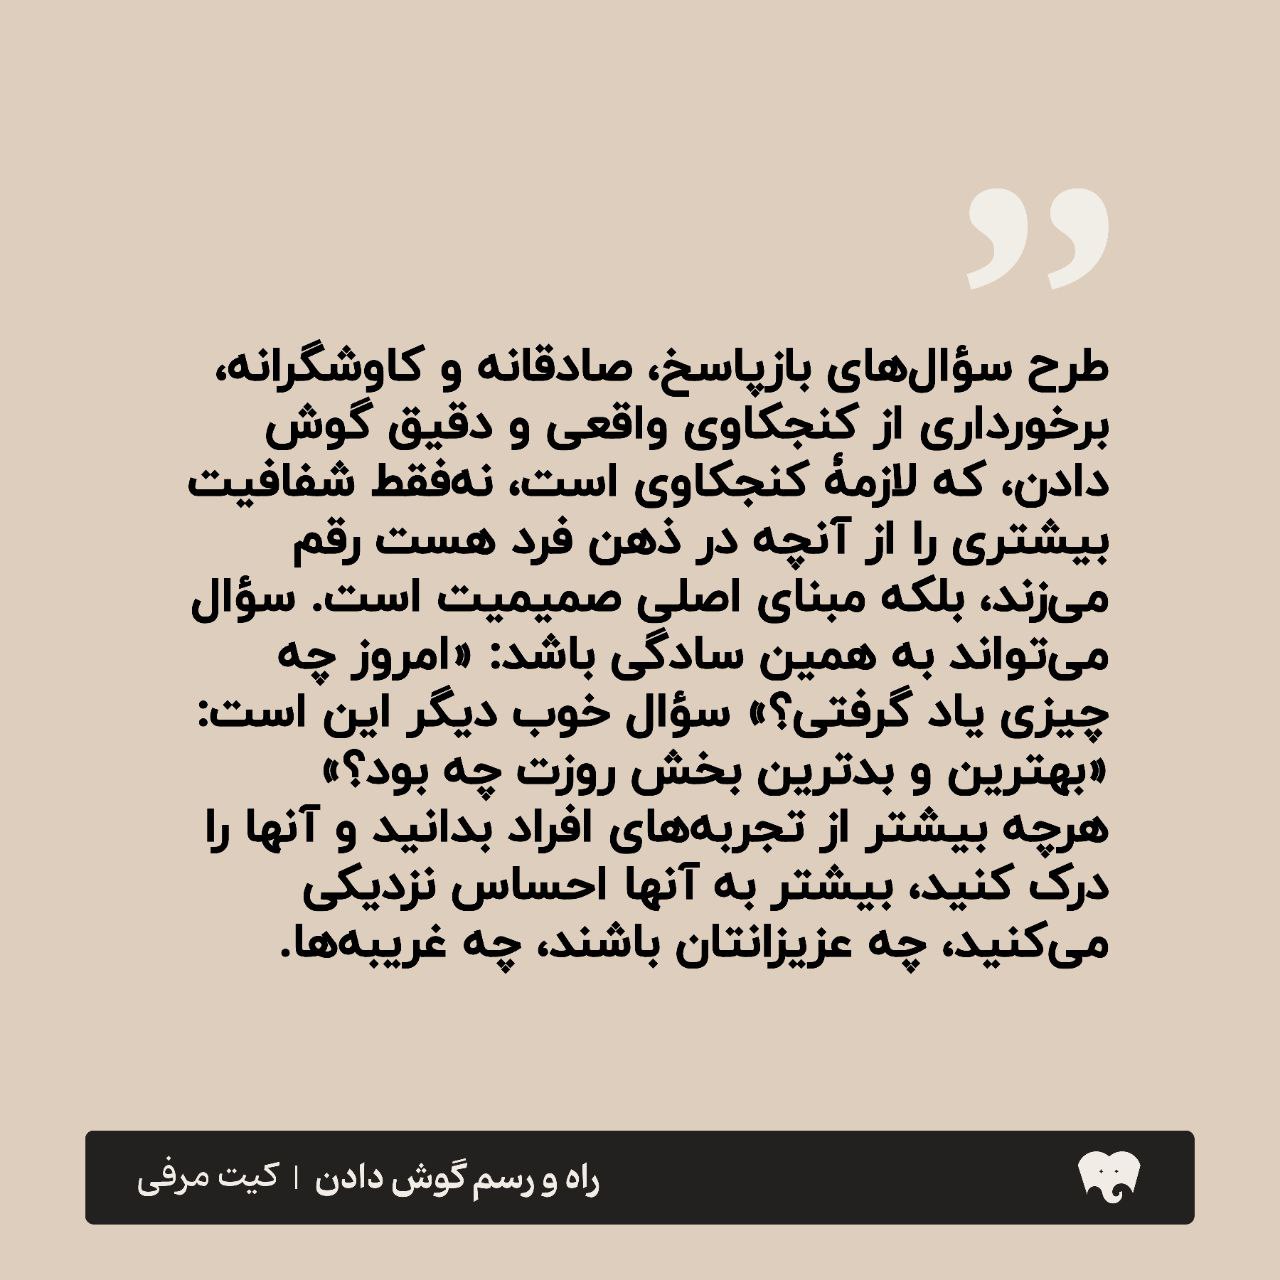 طرح سؤال‌های بازپاسخ، صادقانه و کاوشگرانه،
برخورداری از کنجکاوی واقعی و دقیق گوش
دادن، که لازمهٔ کنجکاوی است، نه‌فقط شفافیت
بیشتری را از آنچه در ذهن فرد هست رقم
می‌زند، بلکه مبنای اصلی صمیمیت است. سؤال
می‌تواند به همین سادگی باشد: «امروز چه
چیزی یاد گرفتی؟» سؤال خوب دیگر این است:
«بهترین و بدترین بخش روزت چه بود؟»
هرچه بیشتر از تجربه‌های افراد بدانید و آنها را
درک کنید، بیشتر به آنها احساس نزدیکی
می‌کنید، چه عزیزانتان باشند، چه غریبه‌ها.
راه و رسم گوش دادن | کیت مرفی